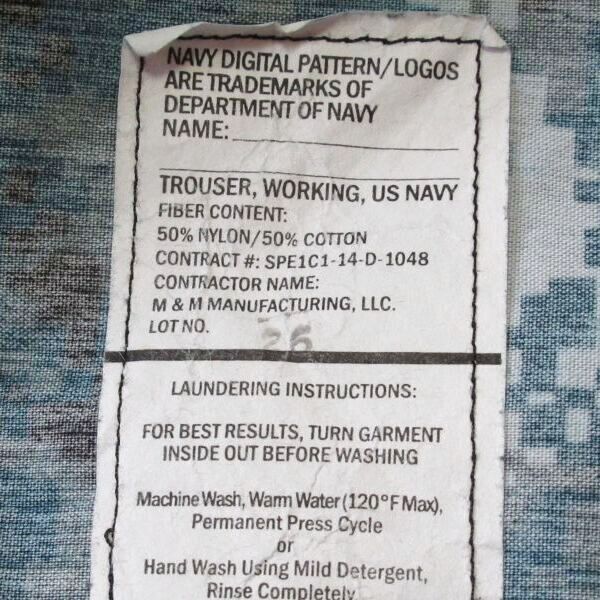 NAVY DIGITAL PATTERN/LOGOS
ARE TRADEMARKS OF
DEPARTMENT OF NAVY
NAME:
TROUSER, WORKING, US NAVY
FIBER CONTENT:
50% NYLON/50% COTTON
CONTRACT #: SPE1C1-14-D-1048
CONTRACTOR NAME:
M & M MANUFACTURING, LLC.
LOT NO.
26
LAUNDERING INSTRUCTIONS:
FOR BEST RESULTS, TURN GARMENT
INSIDE OUT BEFORE WASHING
Machine Wash, Warm Water (120°F Max),
Permanent Press Cycle
or
Hand Wash Using Mild Detergent,
Rinse Completely